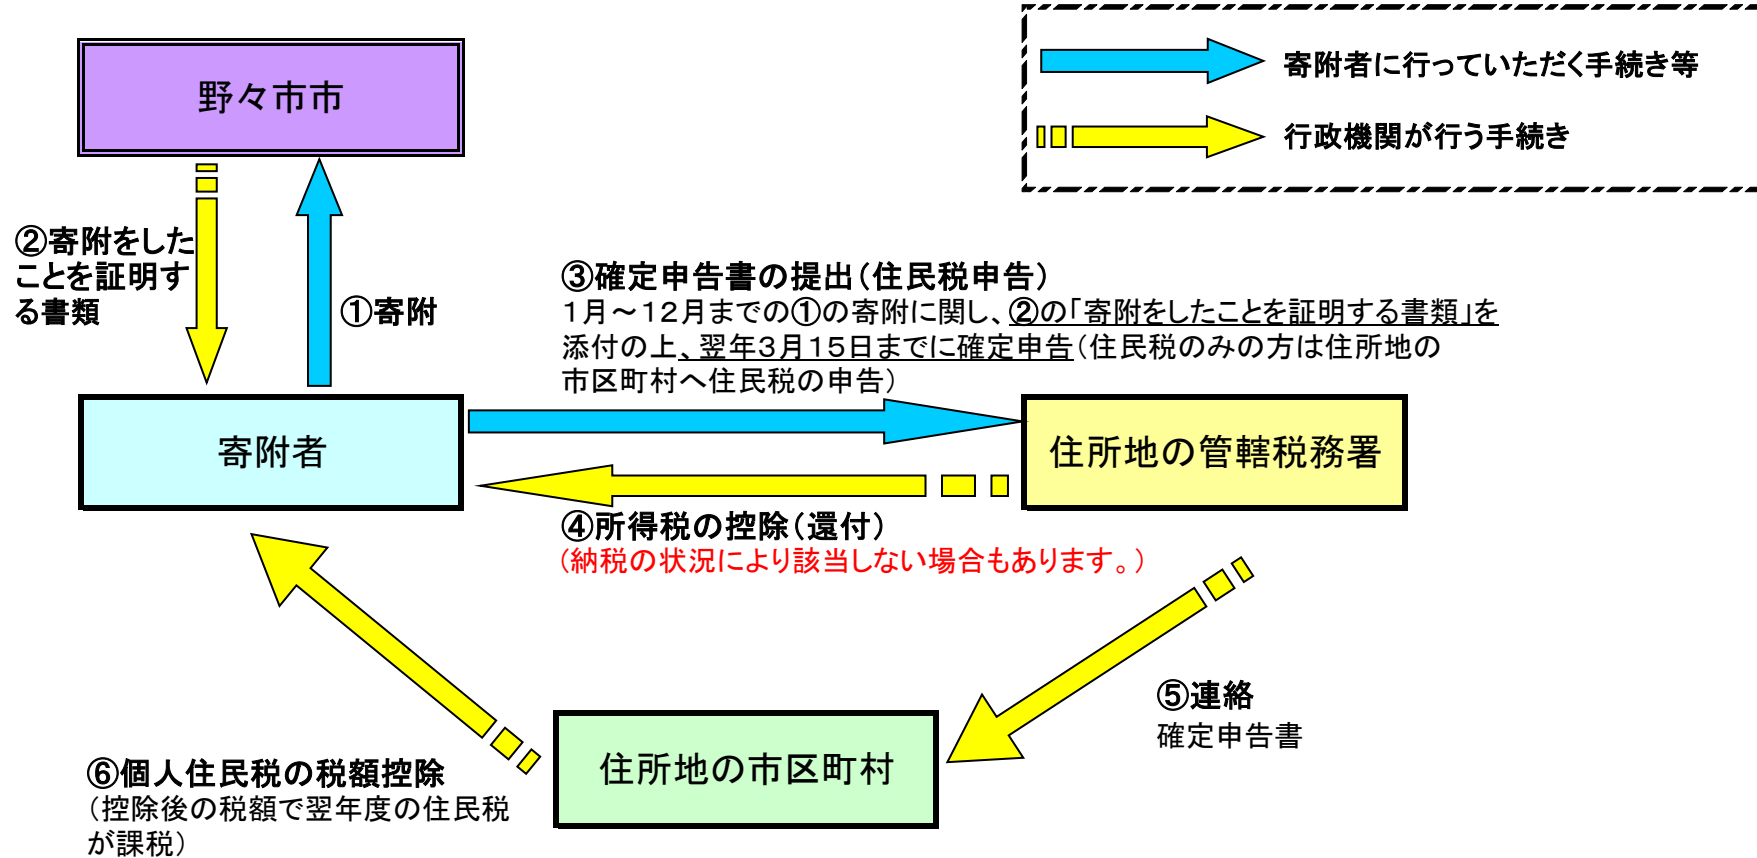 野々市市
寄附者に行っていただく手続き等
行政機関が行う手続き
②寄附をした
ことを証明す
る書類
①寄附
③確定申告書の提出(住民税申告)
1月～12月までの①の寄附に関し、②の「寄附をしたことを証明する書類」を
添付の上、翌年3月15日までに確定申告(住民税のみの方は住所地の
市区町村へ住民税の申告)
寄附者
住所地の管轄税務署
④所得税の控除(還付)
(納税の状況により該当しない場合もあります。)
⑤連絡
確定申告書
住所地の市区町村
⑥個人住民税の税額控除
(控除後の税額で翌年度の住民税
が課税)